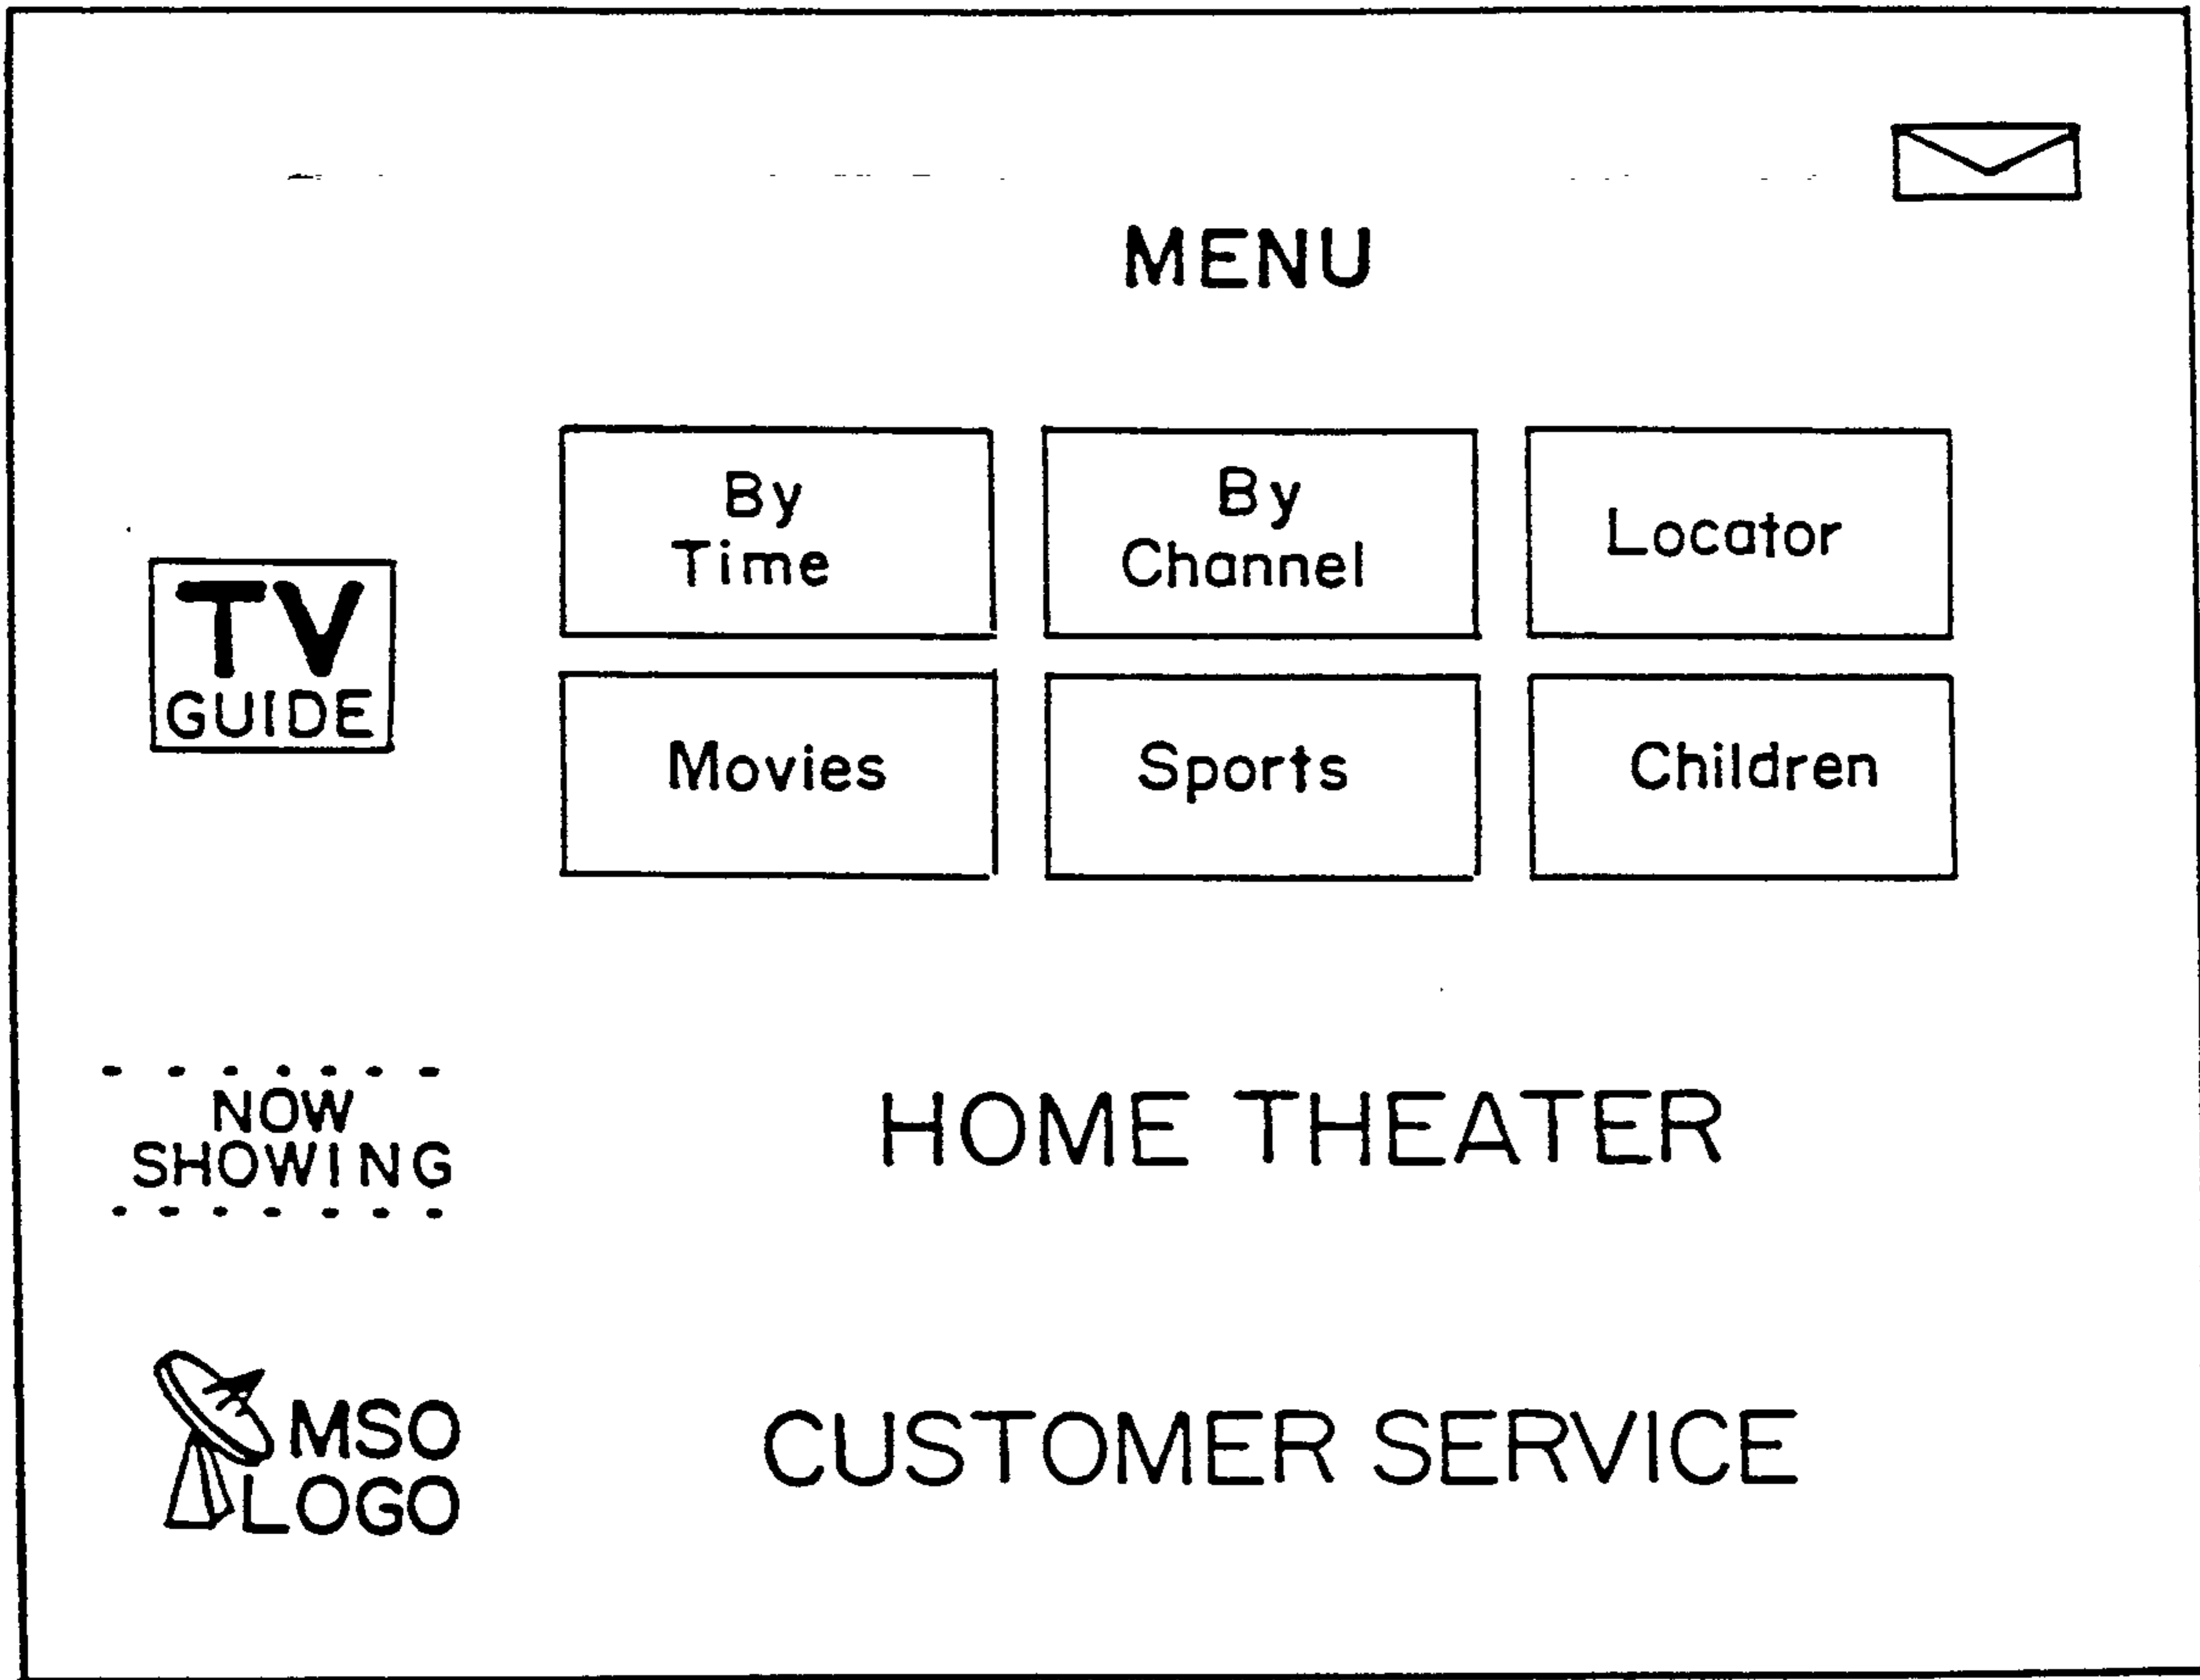 MENU
By
Time
By
Channel
Locator
TV
GUIDE
Movies
Sports
Children
NOW
SHOWING
HOME THEATER
MSO
LOGO
CUSTOMER SERVICE